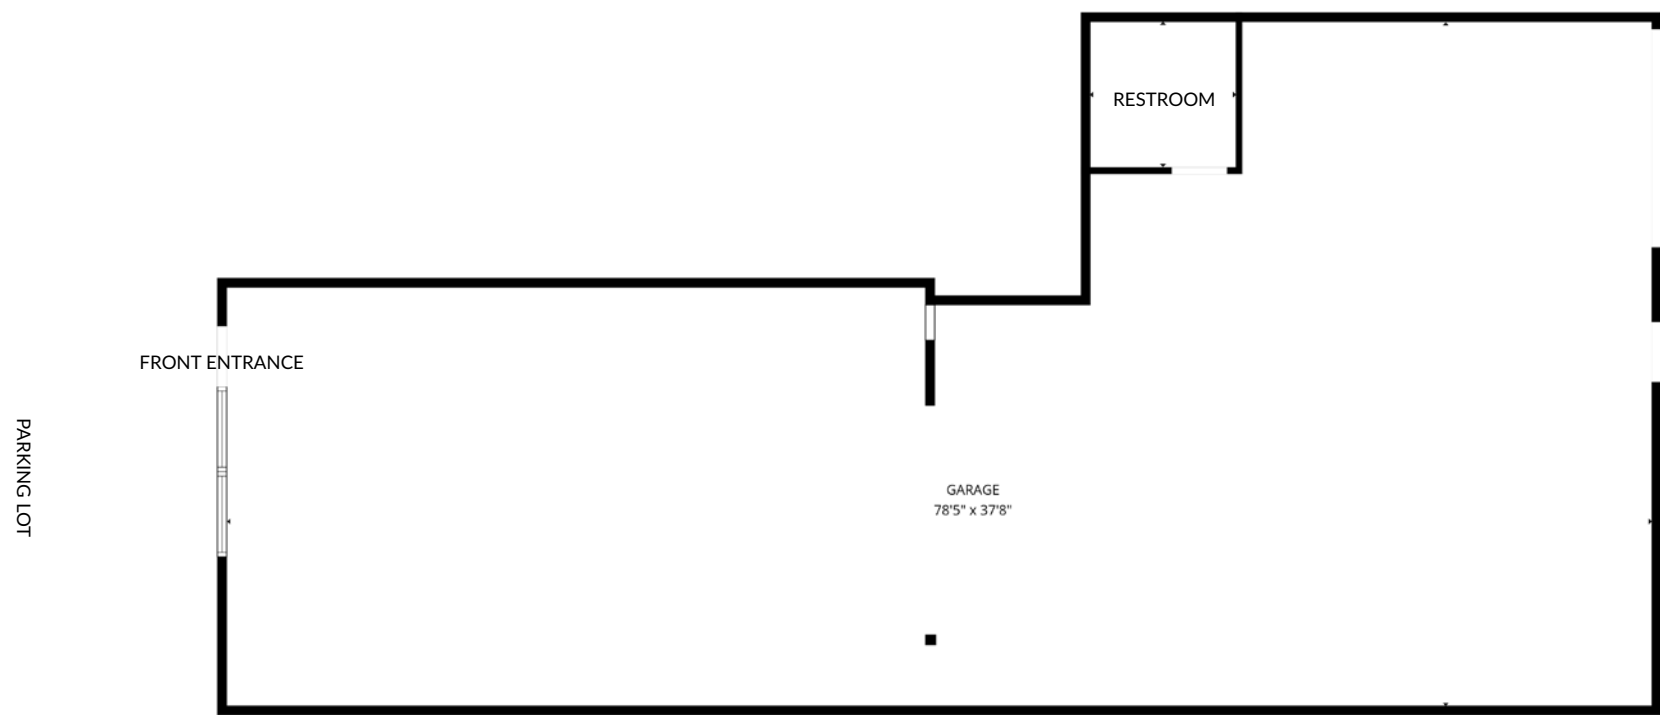 RESTROOM
FRONT ENTRANCE
PARKING LOT
GARAGE
78'5" x 37'8"